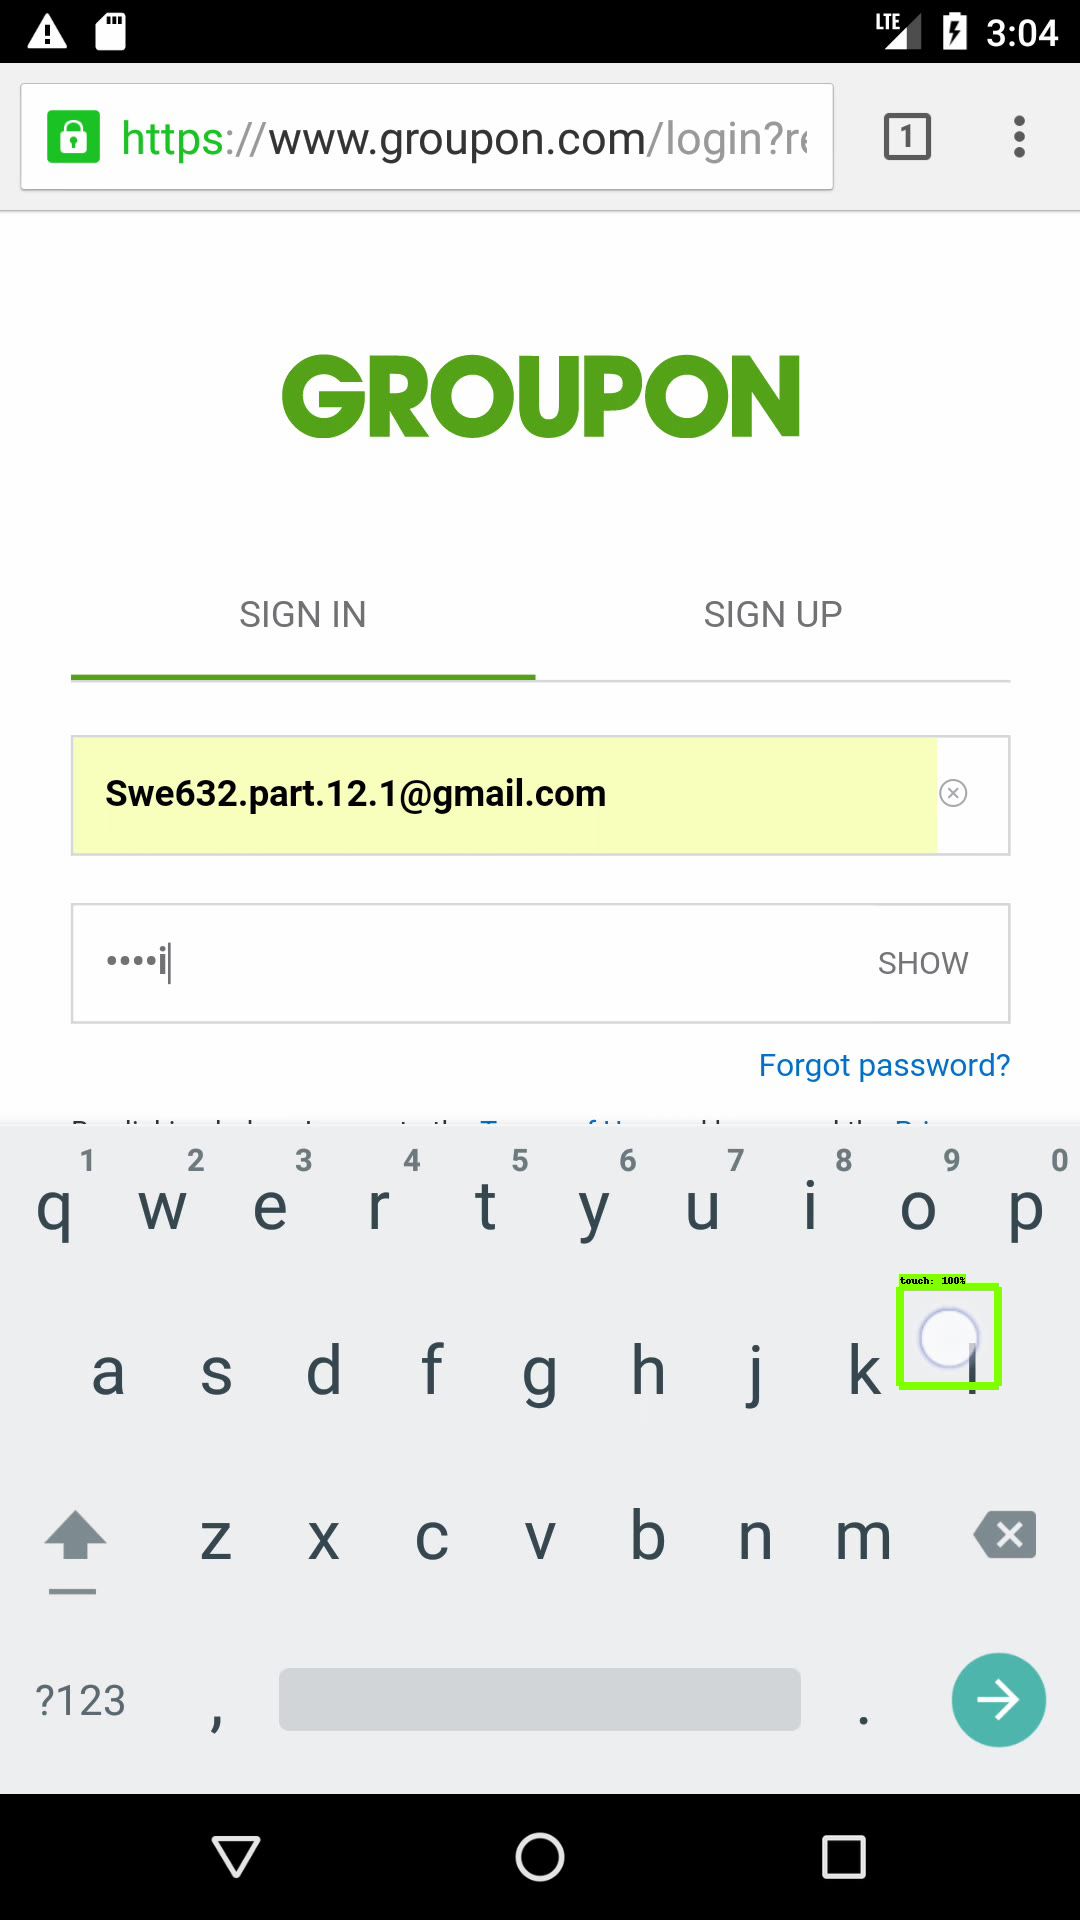 LTE 3:04
https://www.groupon.com/login?re
1
GROUPON
SIGN IN SIGN UP
Swe632.part.12.1@gmail.com
••••i SHOW
Forgot password?
1 2 3 4 5 6 7 8 9 0
q w e r t y u i o p
touch: 100%
a s d f g h j k l
z x c v b n m
?123 , .